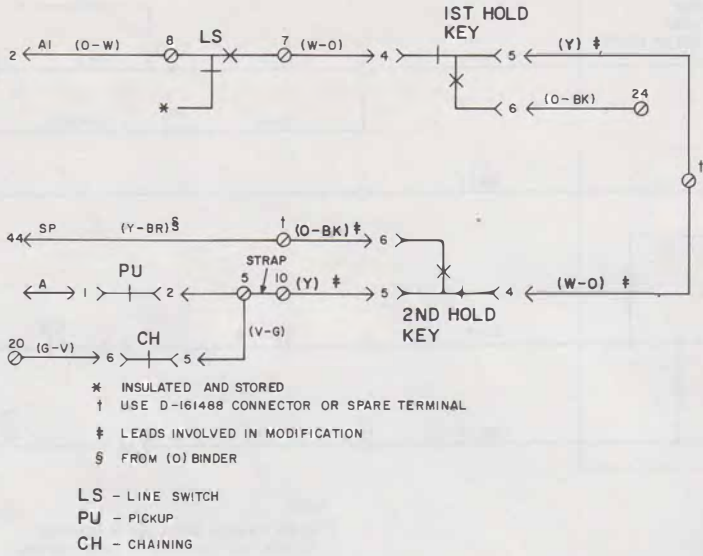 1ST HOLD
KEY
2 A1 (O-W) 8 LS 7 (W-O) 4 5 (Y) ‡
* 6 (O-BK) 24
†
44 SP (Y-BR)§ † (O-BK)‡ 6
STRAP
A 1 PU 2 5 10 (Y) ‡ 5 4 (W-O) ‡
2ND HOLD
KEY
(V-G)
20 (G-V) 6 CH 5
* INSULATED AND STORED
† USE D-161488 CONNECTOR OR SPARE TERMINAL
‡ LEADS INVOLVED IN MODIFICATION
§ FROM (O) BINDER
LS - LINE SWITCH
PU - PICKUP
CH - CHAINING